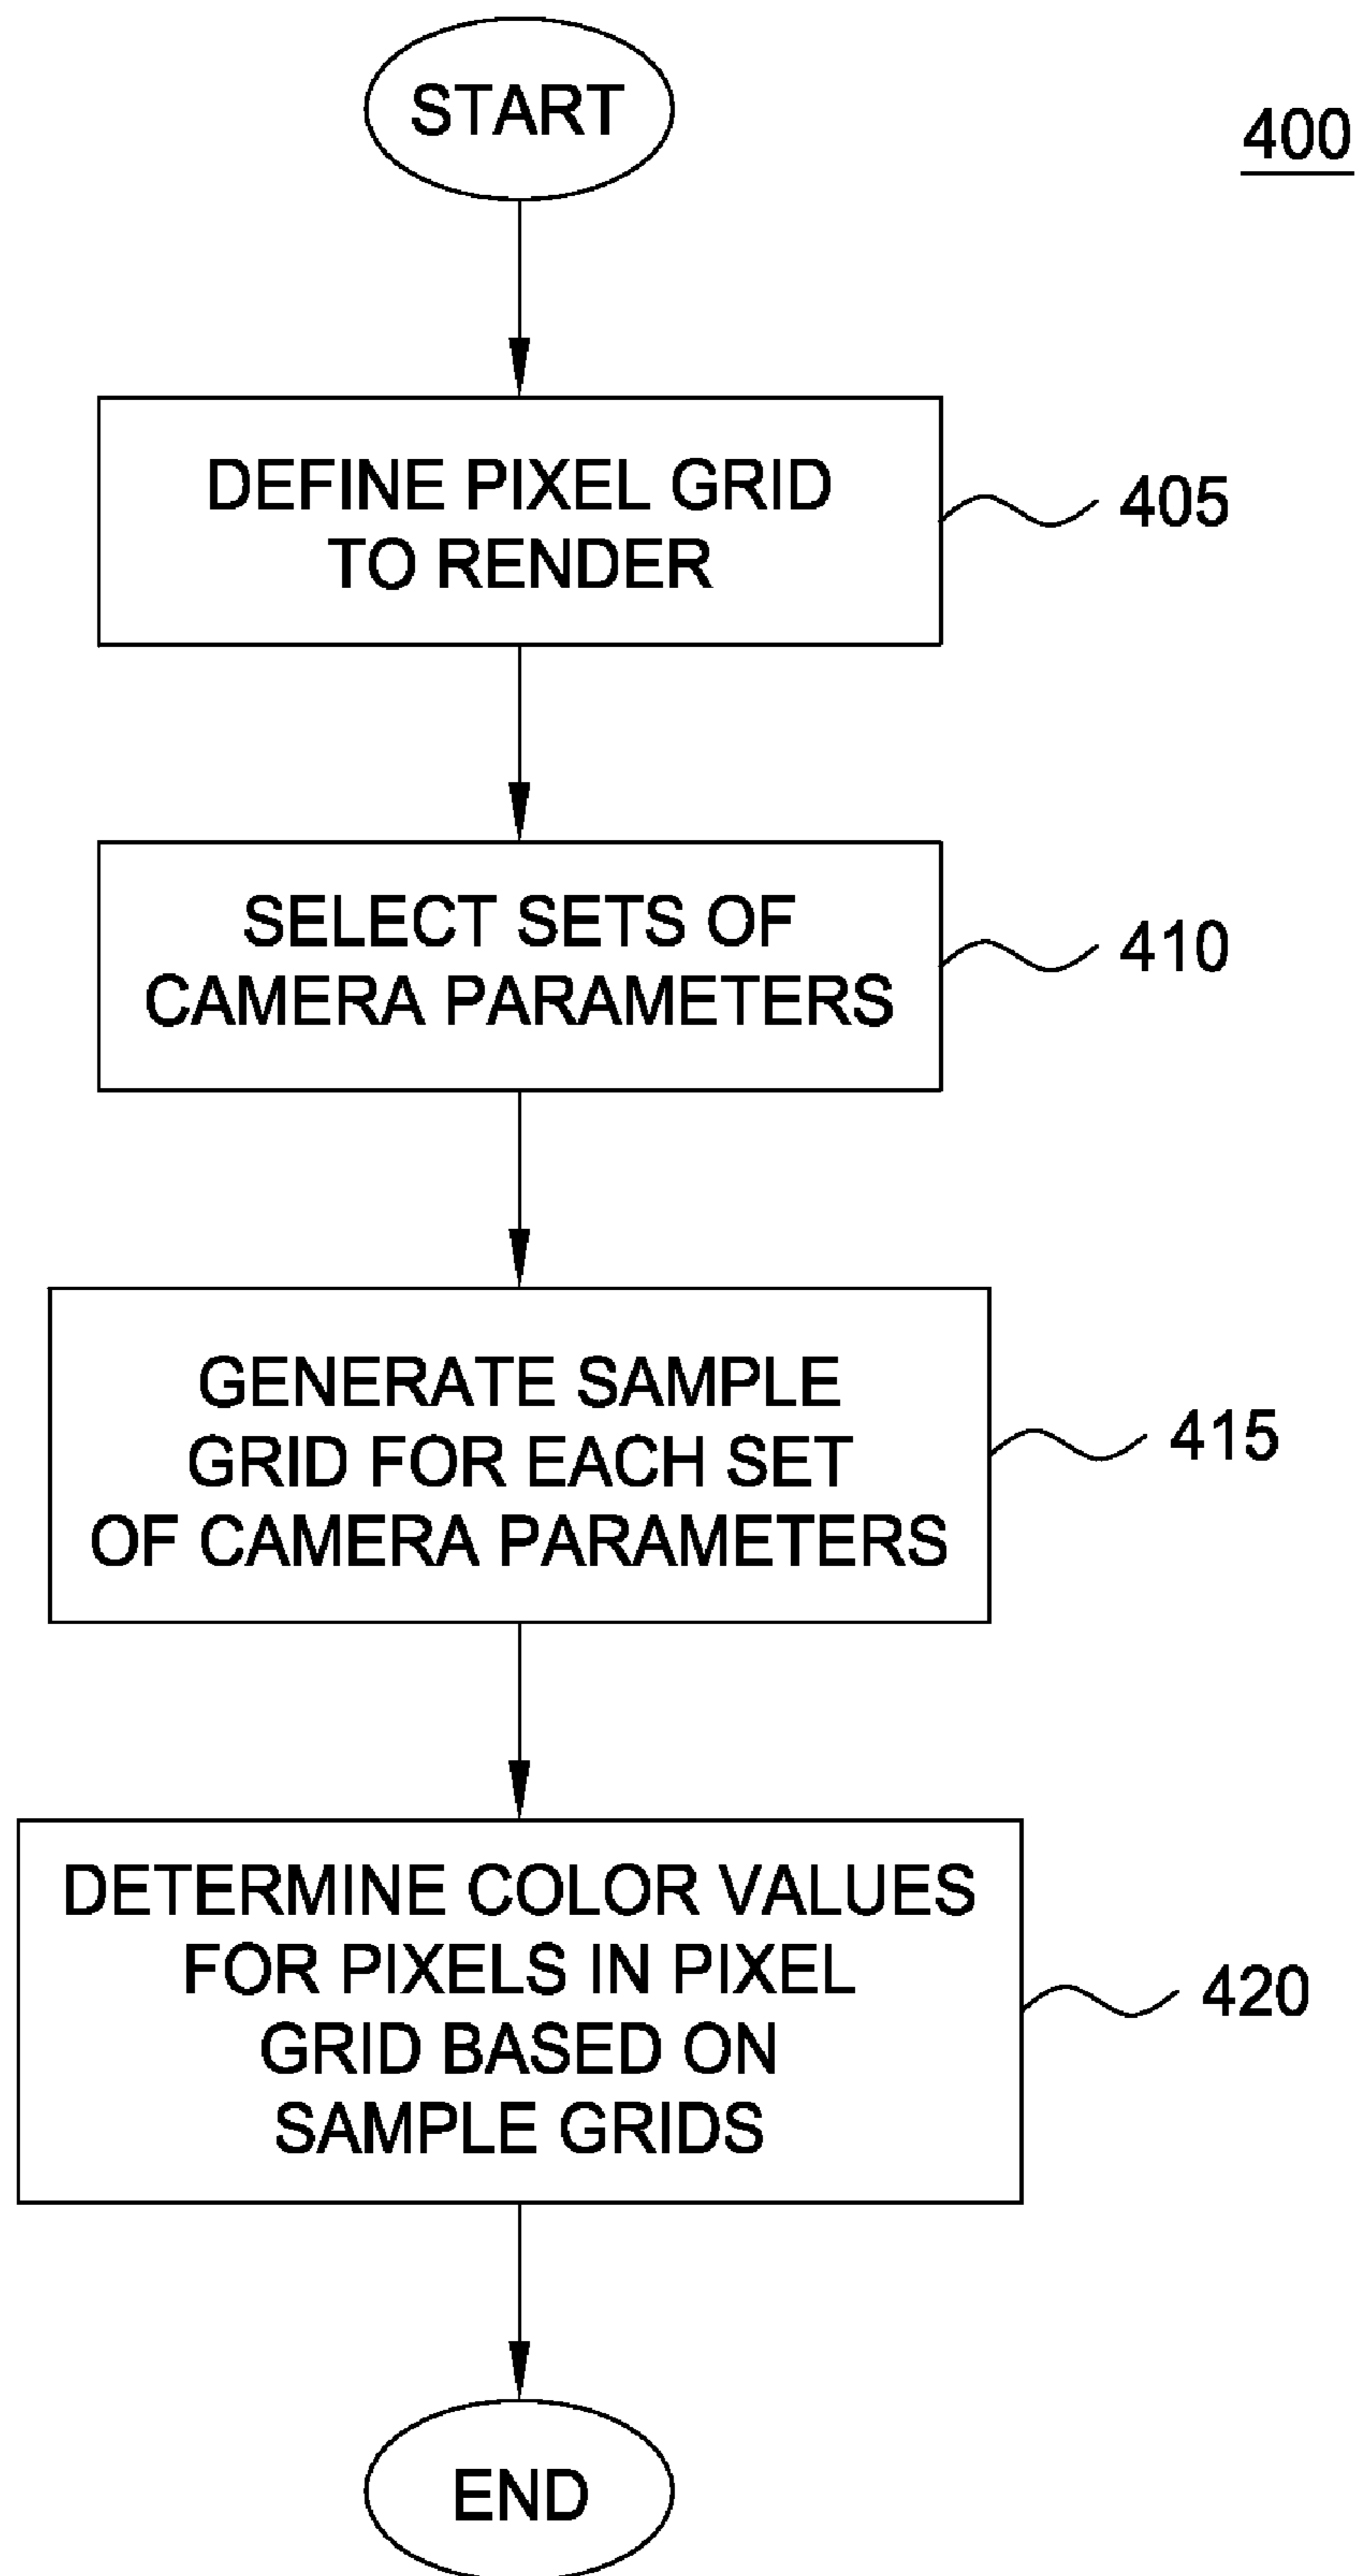 START
400
DEFINE PIXEL GRID
TO RENDER
405
SELECT SETS OF
CAMERA PARAMETERS
410
GENERATE SAMPLE
GRID FOR EACH SET
OF CAMERA PARAMETERS
415
DETERMINE COLOR VALUES
FOR PIXELS IN PIXEL
GRID BASED ON
SAMPLE GRIDS
420
END